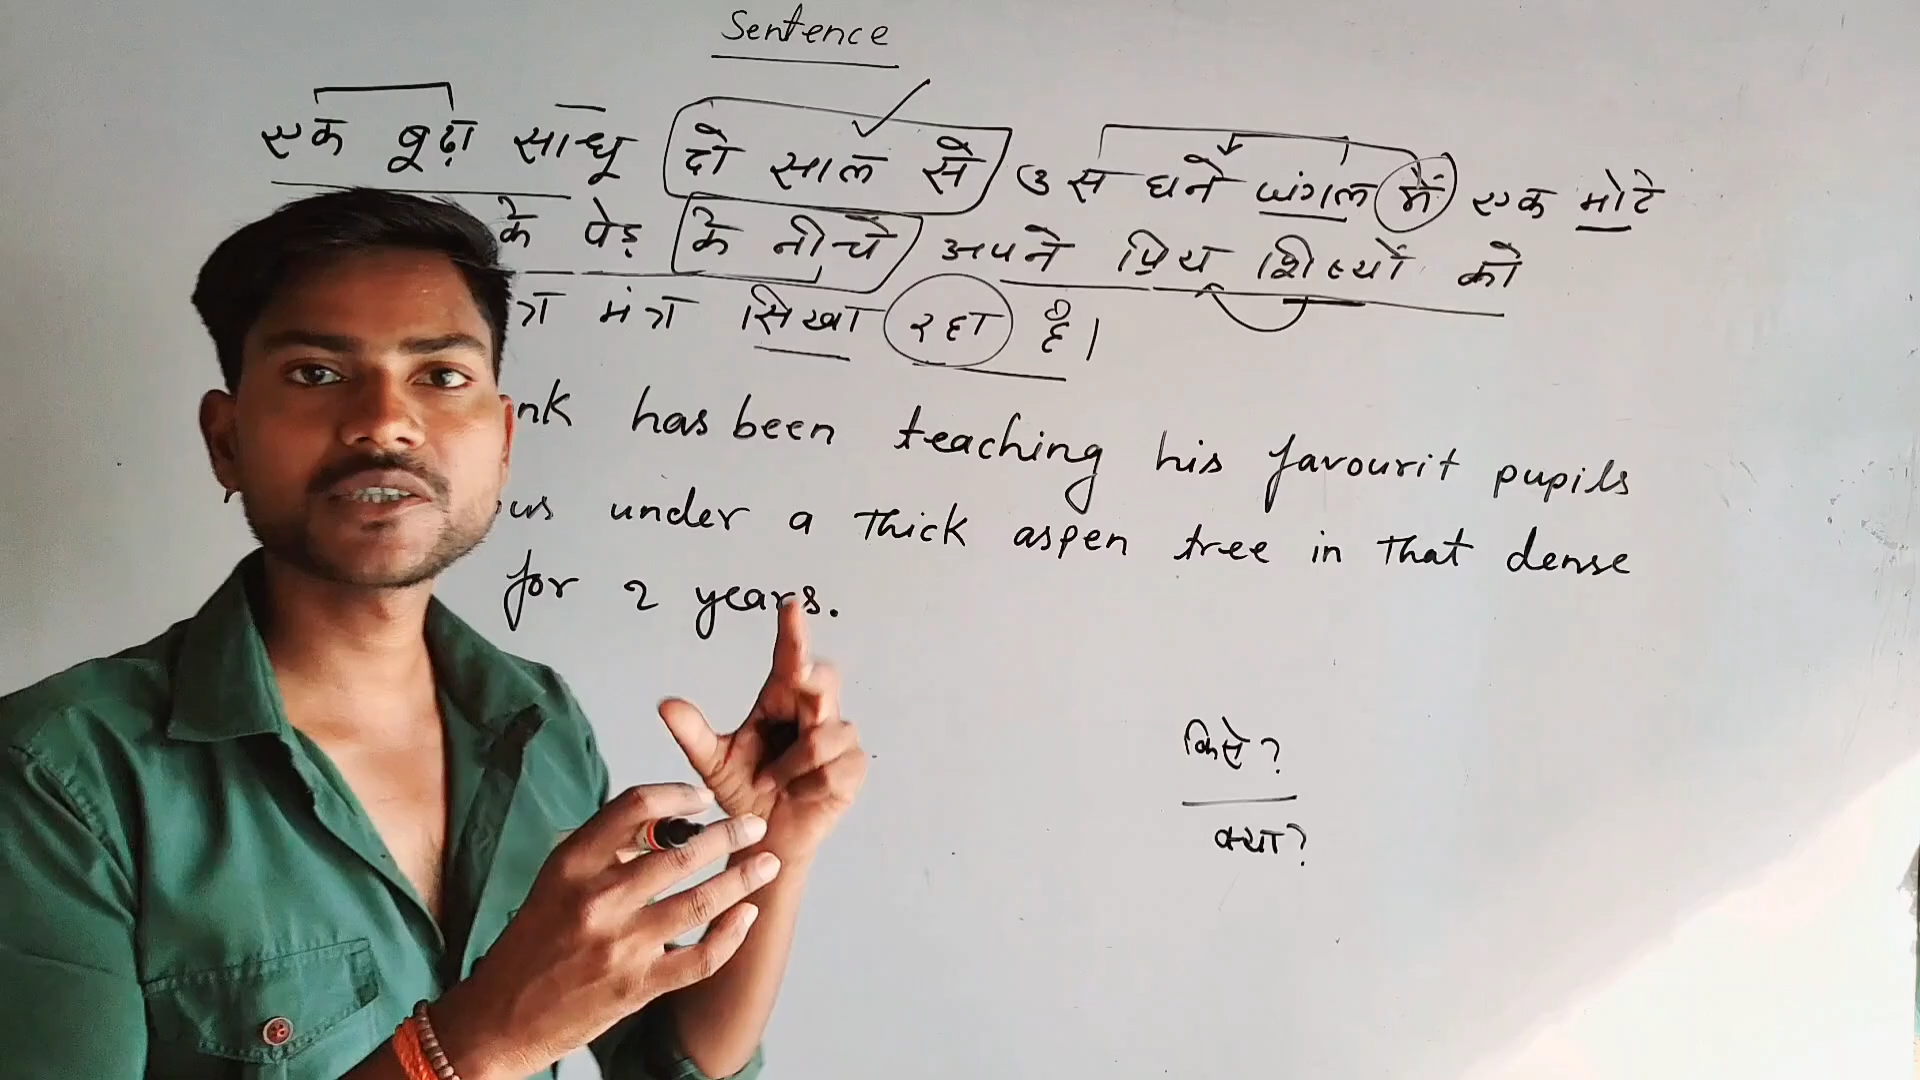 Sentence
एक बूढ़ा साधु दो साल से उस घने जंगल में एक मोटे
के पेड़ के नीचे अपने प्रिय शिष्यों को
मंत्र सिखा रहा है।
nk has been teaching his favourit pupils
ous under a thick aspen tree in that dense
for 2 years.
किसे?
क्या?